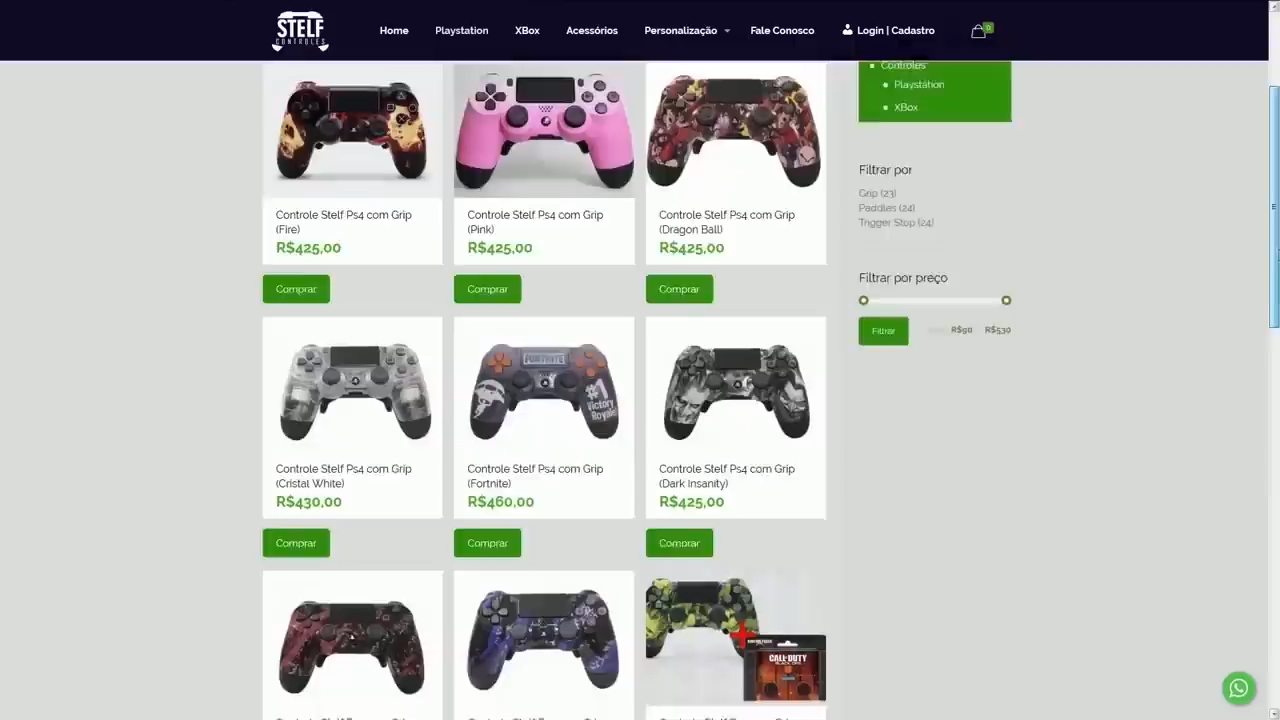 STELF
CONTROLES
Home
Playstation
XBox
Acessórios
Personalização
Fale Conosco
Login | Cadastro
0
Controles
Playstation
XBox
Controle Stelf Ps4 com Grip
(Fire)
R$425,00
Comprar
Controle Stelf Ps4 com Grip
(Pink)
R$425,00
Comprar
Controle Stelf Ps4 com Grip
(Dragon Ball)
R$425,00
Comprar
Filtrar por
Grip (23)
Paddles (24)
Trigger Stop (24)
Filtrar por preço
Filtrar
R$90
R$530
Controle Stelf Ps4 com Grip
(Cristal White)
R$430,00
Comprar
FORTNITE
#1
Victory
Royale
Controle Stelf Ps4 com Grip
(Fortnite)
R$460,00
Comprar
Controle Stelf Ps4 com Grip
(Dark Insanity)
R$425,00
Comprar
CALL OF DUTY
BLACK OPS